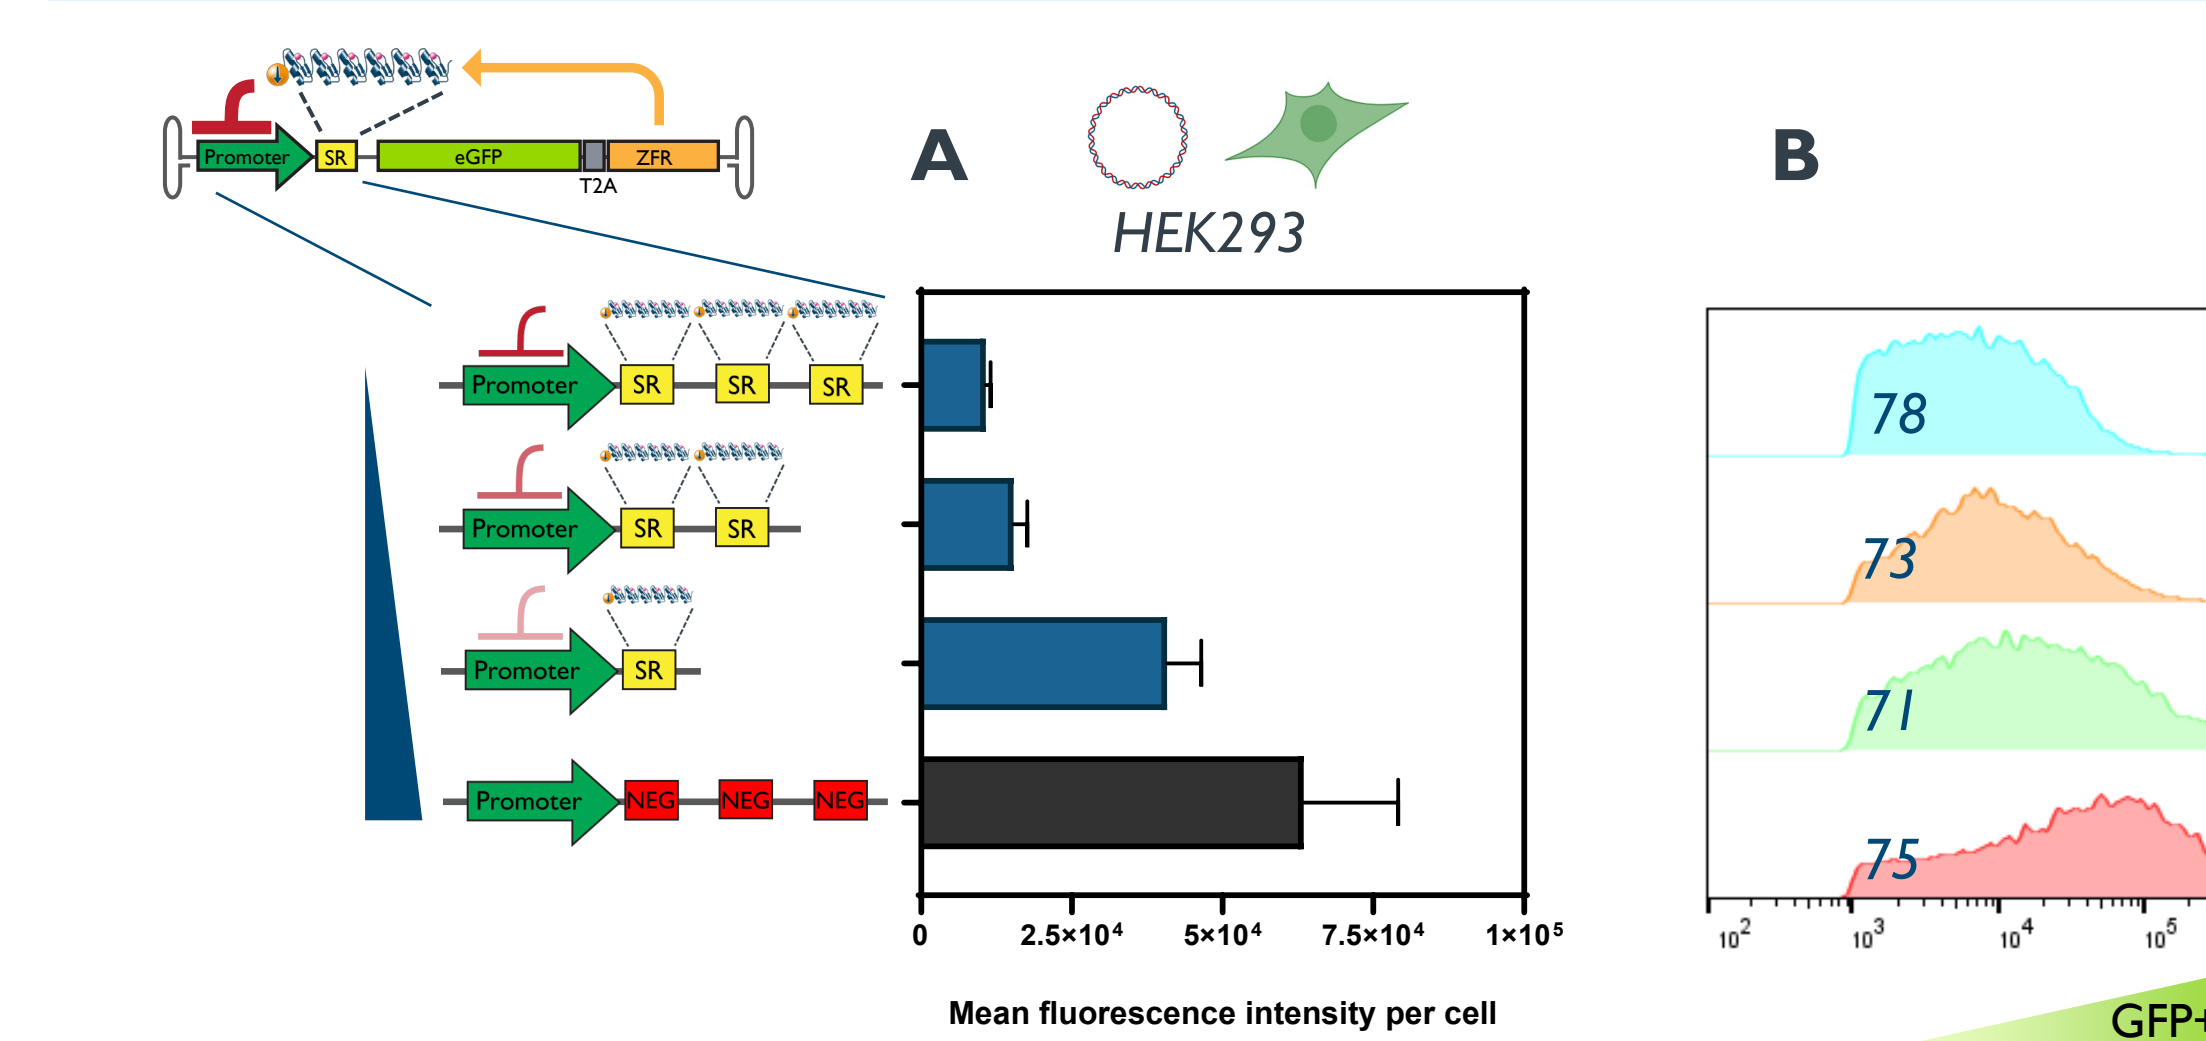 Promoter SR eGFP ZFR
T2A
A
HEK293
B
Promoter SR SR SR
Promoter SR SR
Promoter SR
Promoter NEG NEG NEG
0 2.5×10⁴ 5×10⁴ 7.5×10⁴ 1×10⁵
Mean fluorescence intensity per cell
78
73
71
75
10² 10³ 10⁴ 10⁵
GFP+